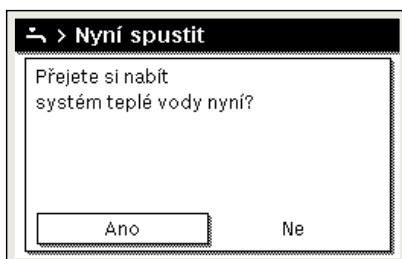 > Nyní spustit
Přejete si nabít
systém teplé vody nyní?
Ano Ne